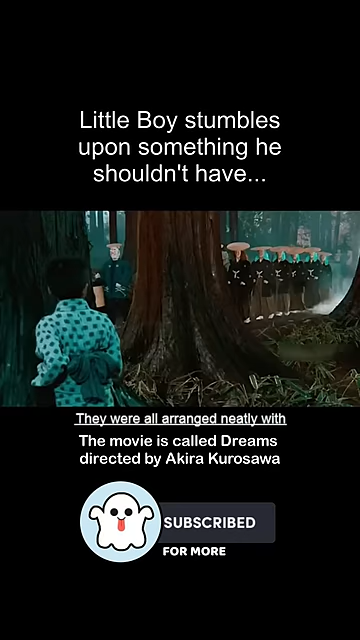 Little Boy stumbles
upon something he
shouldn't have...
They were all arranged neatly with
The movie is called Dreams
directed by Akira Kurosawa
SUBSCRIBED
FOR MORE